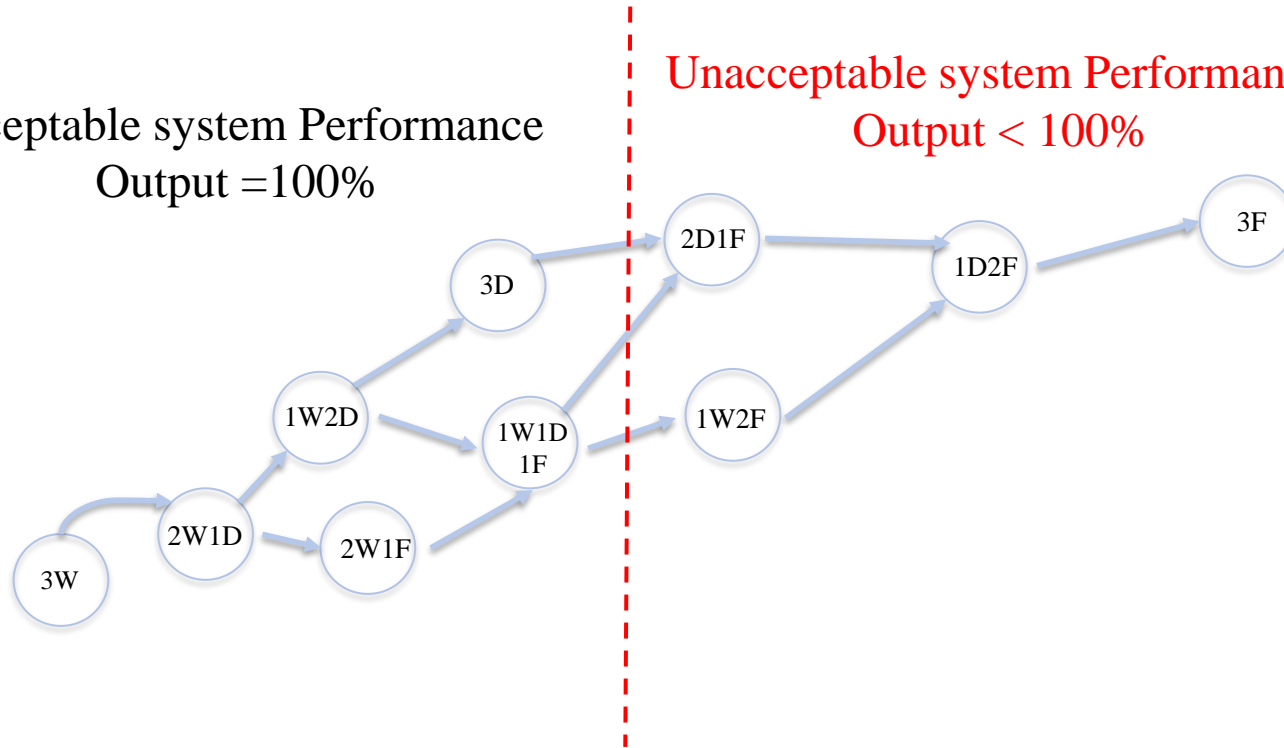 ceptable system Performance
Output =100%
Unacceptable system Performan
Output < 100%
3W
2W1D
1W2D
2W1F
3D
1W1D
1F
2D1F
1W2F
1D2F
3F